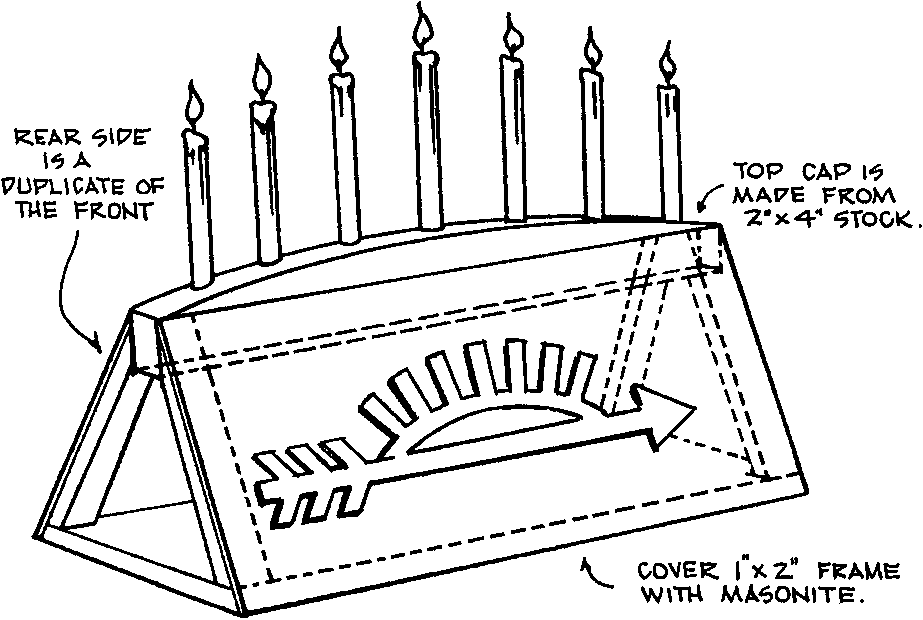 REAR SIDE
IS A
DUPLICATE OF
THE FRONT
TOP CAP IS
MADE FROM
2"x4" STOCK.
COVER 1"x2" FRAME
WITH MASONITE.